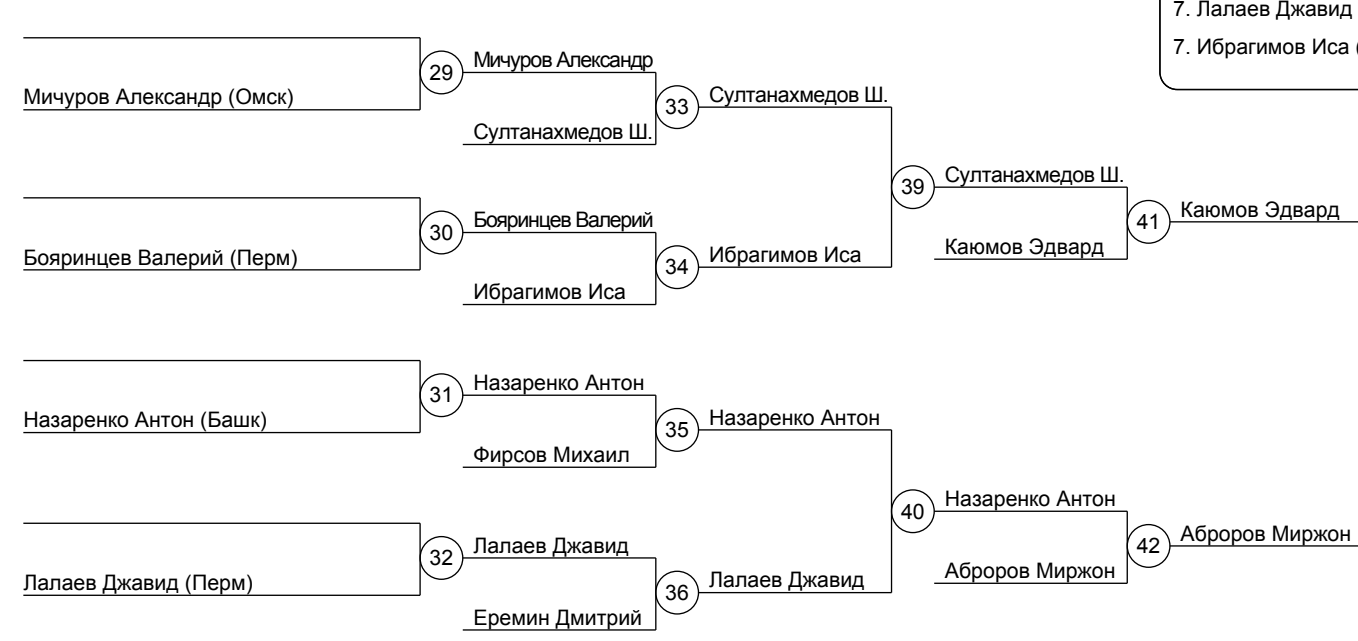 7. Лалаев Джавид
7. Ибрагимов Иса (
29
Мичуров Александр
Мичуров Александр (Омск)
33
Султанахмедов Ш.
Султанахмедов Ш.
39
Султанахмедов Ш.
30
Бояринцев Валерий
41
Каюмов Эдвард
Бояринцев Валерий (Перм)
34
Ибрагимов Иса
Каюмов Эдвард
Ибрагимов Иса
31
Назаренко Антон
Назаренко Антон (Башк)
35
Назаренко Антон
Фирсов Михаил
40
Назаренко Антон
32
Лалаев Джавид
42
Аброров Миржон
Лалаев Джавид (Перм)
36
Лалаев Джавид
Аброров Миржон
Еремин Дмитрий